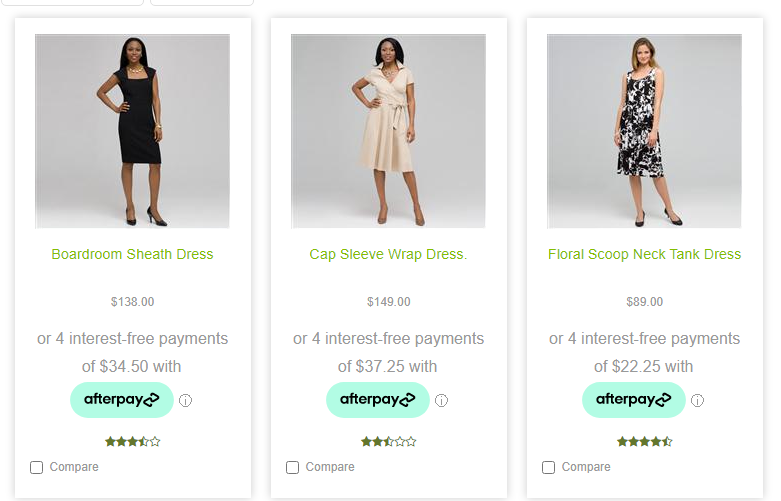 Boardroom Sheath Dress
$138.00
or 4 interest-free payments
of $34.50 with
afterpay
Compare
Cap Sleeve Wrap Dress.
$149.00
or 4 interest-free payments
of $37.25 with
afterpay
Compare
Floral Scoop Neck Tank Dress
$89.00
or 4 interest-free payments
of $22.25 with
afterpay
Compare